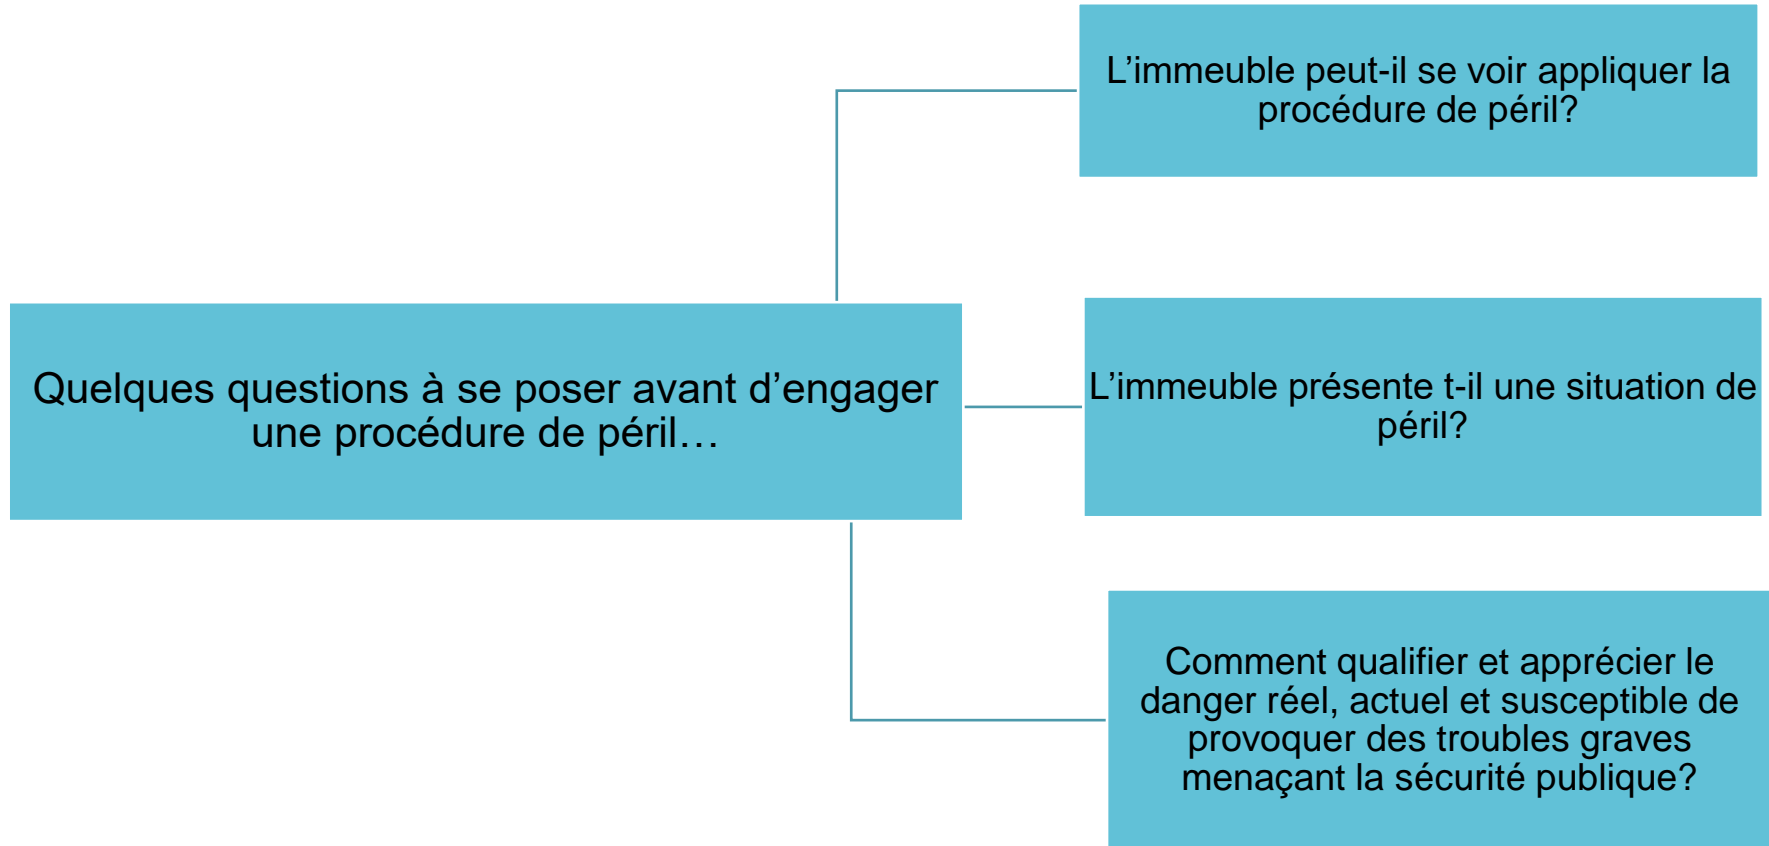 L’immeuble peut-il se voir appliquer la
procédure de péril?
Quelques questions à se poser avant d’engager
une procédure de péril…
L’immeuble présente t-il une situation de
péril?
Comment qualifier et apprécier le
danger réel, actuel et susceptible de
provoquer des troubles graves
menaçant la sécurité publique?